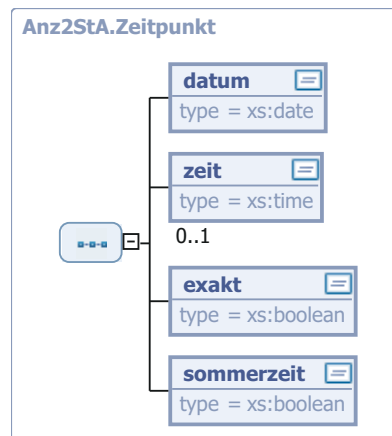 Anz2StA.Zeitpunkt
datum
type = xs:date
zeit
type = xs:time
0..1
exakt
type = xs:boolean
sommerzeit
type = xs:boolean